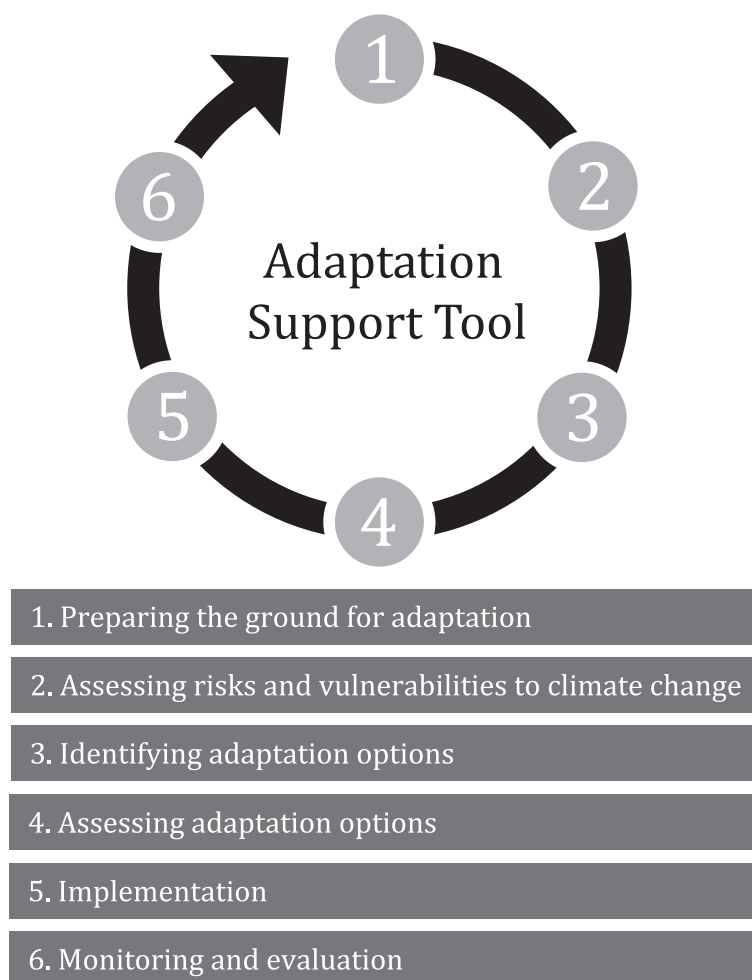 1
2
3
4
5
6
Adaptation
Support Tool
1. Preparing the ground for adaptation
2. Assessing risks and vulnerabilities to climate change
3. Identifying adaptation options
4. Assessing adaptation options
5. Implementation
6. Monitoring and evaluation